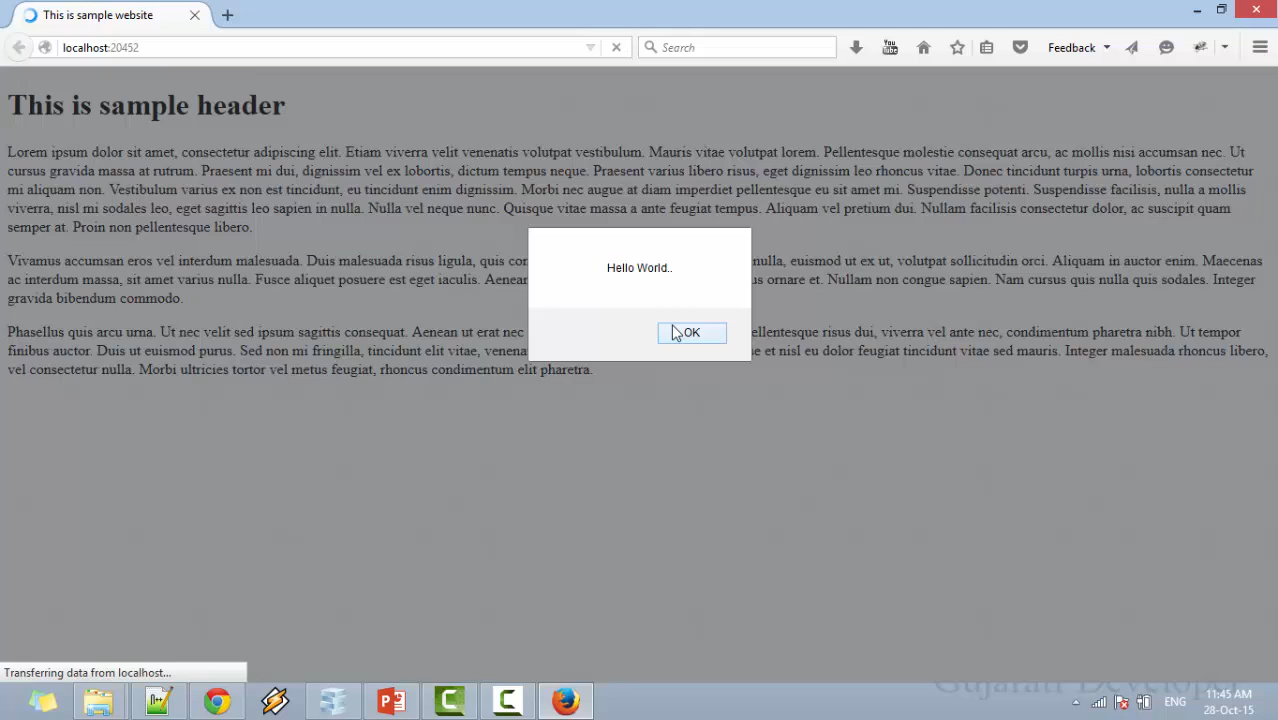 This is sample website
localhost:20452
Search
Feedback
This is sample header
Lorem ipsum dolor sit amet, consectetur adipiscing elit. Etiam viverra velit venenatis volutpat vestibulum. Mauris vitae volutpat lorem. Pellentesque molestie consequat arcu, ac mollis nisi accumsan nec. Ut
cursus gravida massa at rutrum. Praesent mi dui, dignissim vel ex lobortis, dictum tempus neque. Praesent varius libero risus, eget dignissim leo rhoncus vitae. Donec tincidunt turpis urna, lobortis consectetur
mi aliquam non. Vestibulum varius ex non est tincidunt, eu tincidunt enim dignissim. Morbi nec augue at diam imperdiet pellentesque eu sit amet mi. Suspendisse potenti. Suspendisse facilisis, nulla a mollis
viverra, nisl mi sodales leo, eget sagittis leo sapien in nulla. Nulla vel neque nunc. Quisque vitae massa a ante feugiat tempus. Aliquam vel pretium dui. Nullam facilisis consectetur dolor, ac suscipit quam
semper at. Proin non pellentesque libero.
Vivamus accumsan eros vel interdum malesuada. Duis malesuada risus ligula, quis nulla, euismod ut ex ut, volutpat sollicitudin orci. Aliquam in auctor enim. Maecenas
ac interdum massa, sit amet varius nulla. Fusce aliquet posuere est eget iaculis. Aenean ornare et. Nullam non congue sapien. Nam cursus quis nulla quis sodales. Integer
gravida bibendum commodo.
Phasellus quis arcu urna. Ut nec velit sed ipsum sagittis consequat. Aenean ut erat nec risus dui, viverra vel ante nec, condimentum pharetra nibh. Ut tempor
finibus auctor. Duis ut euismod purus. Sed non mi fringilla, tincidunt elit vitae, et nisl eu dolor feugiat tincidunt vitae sed mauris. Integer malesuada rhoncus libero,
vel consectetur nulla. Morbi ultricies tortor vel metus feugiat, rhoncus condimentum elit pharetra.
Hello World..
OK
Transferring data from localhost...
Gujarati Developer
ENG
11:45 AM
28-Oct-15